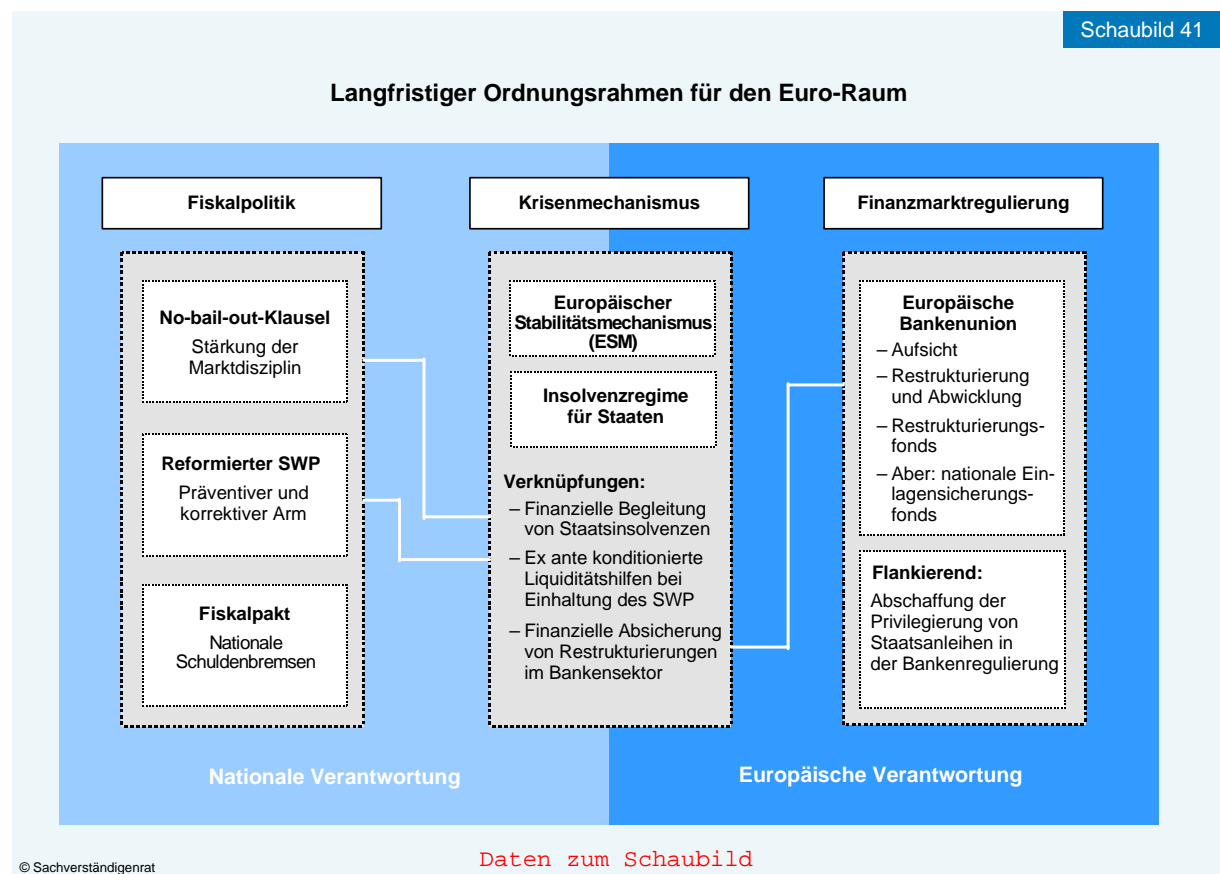 Schaubild 41
Langfristiger Ordnungsrahmen für den Euro-Raum
Fiskalpolitik
No-bail-out-Klausel
Stärkung der
Marktdisziplin
Reformierter SWP
Präventiver und
korrektiver Arm
Fiskalpakt
Nationale
Schuldenbremsen
Krisenmechanismus
Europäischer
Stabilitätsmechanismus
(ESM)
Insolvenzregime
für Staaten
Verknüpfungen:
– Finanzielle Begleitung
von Staatsinsolvenzen
– Ex ante konditionierte
Liquiditätshilfen bei
Einhaltung des SWP
– Finanzielle Absicherung
von Restrukturierungen
im Bankensektor
Finanzmarktregulierung
Europäische
Bankenunion
– Aufsicht
– Restrukturierung
und Abwicklung
– Restrukturierungs-
fonds
– Aber: nationale Ein-
lagensicherungs-
fonds
Flankierend:
Abschaffung der
Privilegierung von
Staatsanleihen in
der Bankenregulierung
Nationale Verantwortung
Europäische Verantwortung
© Sachverständigenrat
Daten zum Schaubild